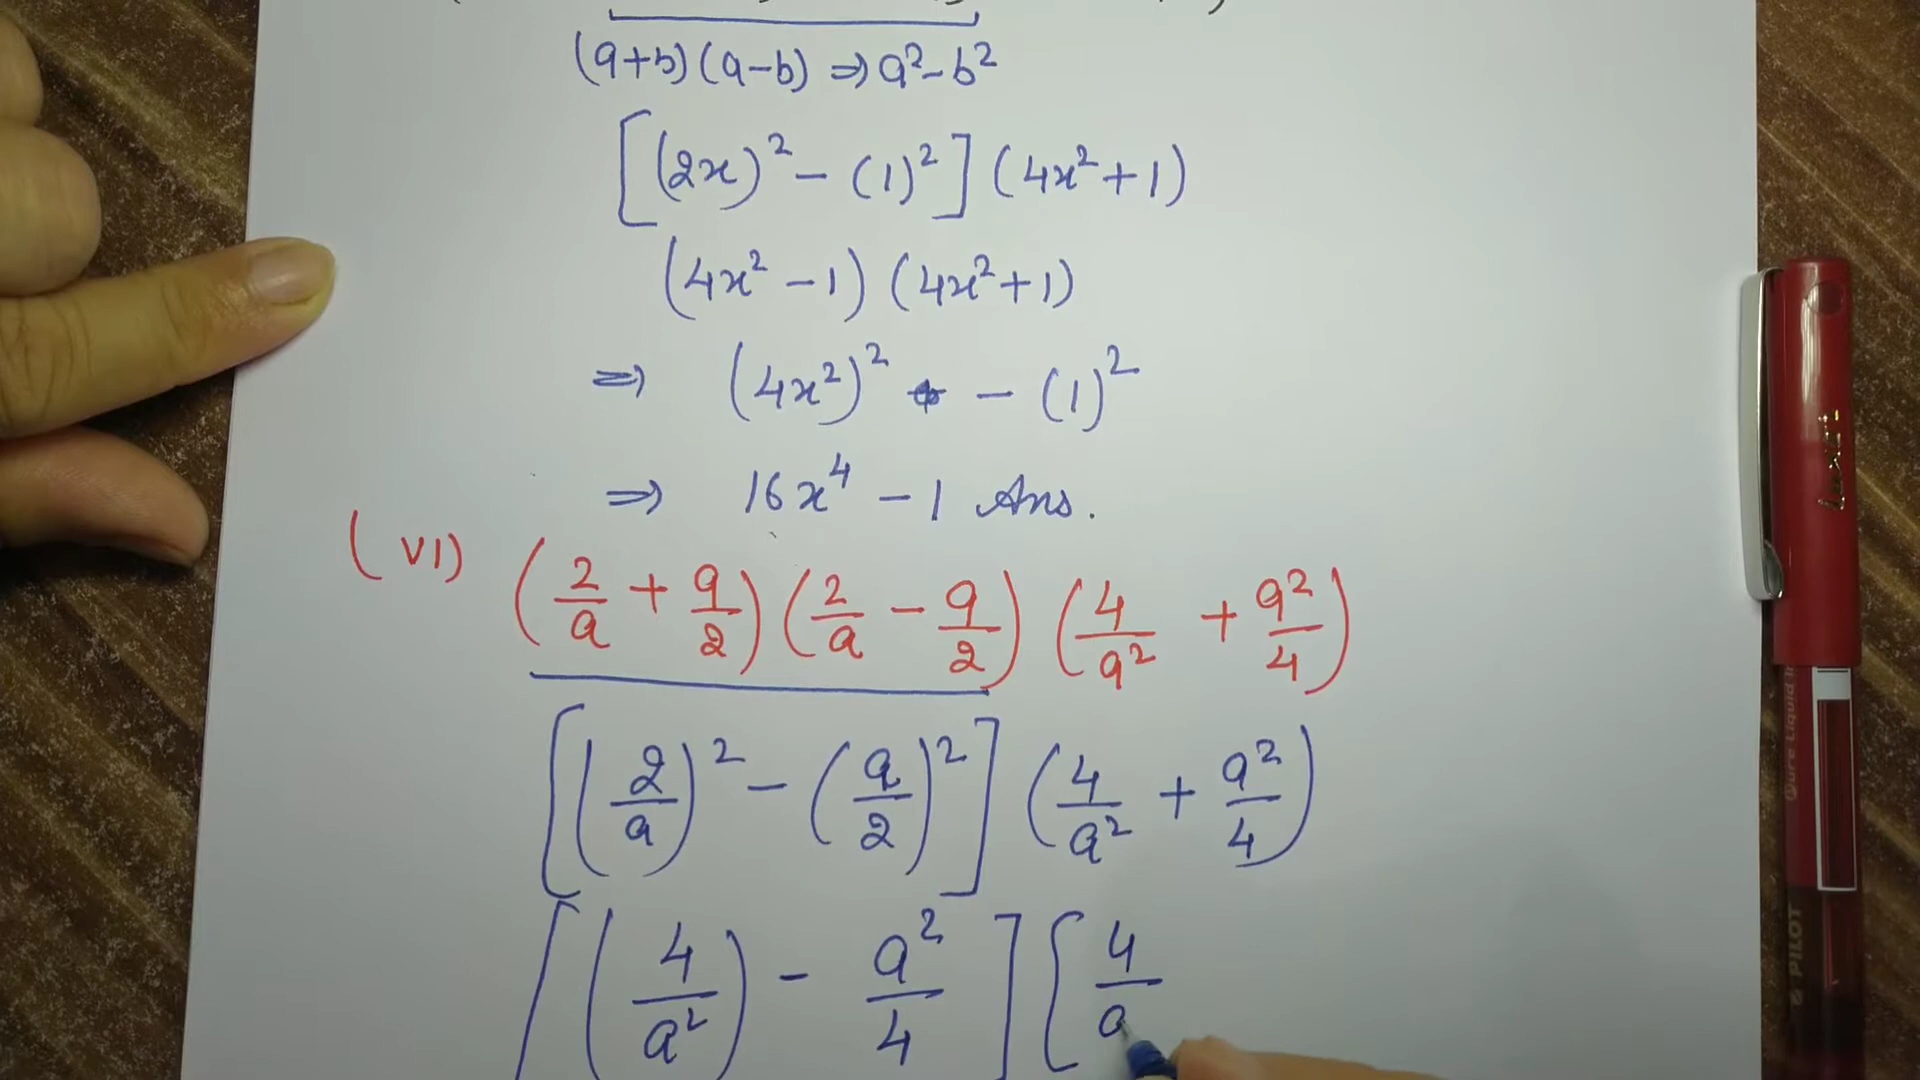 (a+b)(a-b) ⇒ a²-b²
[(2x)² - (1)²] (4x²+1)
(4x² - 1) (4x²+1)
⇒ (4x²)² - (1)²
⇒ 16x⁴ - 1 Ans.
(VI) (2/a + a/2) (2/a - a/2) (4/a² + a²/4)
[(2/a)² - (a/2)²] (4/a² + a²/4)
[(4/a²) - a²/4] [4/a
Luxor
PILOT